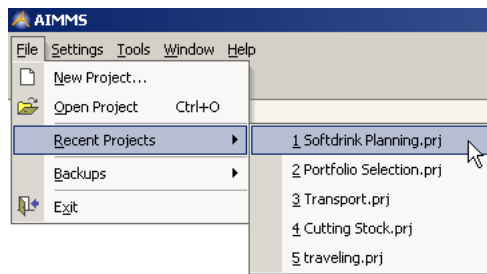 AIMMS
File Settings Tools Window Help
New Project...
Open Project Ctrl+O
Recent Projects
Backups
Exit
1 Softdrink Planning.prj
2 Portfolio Selection.prj
3 Transport.prj
4 Cutting Stock.prj
5 traveling.prj